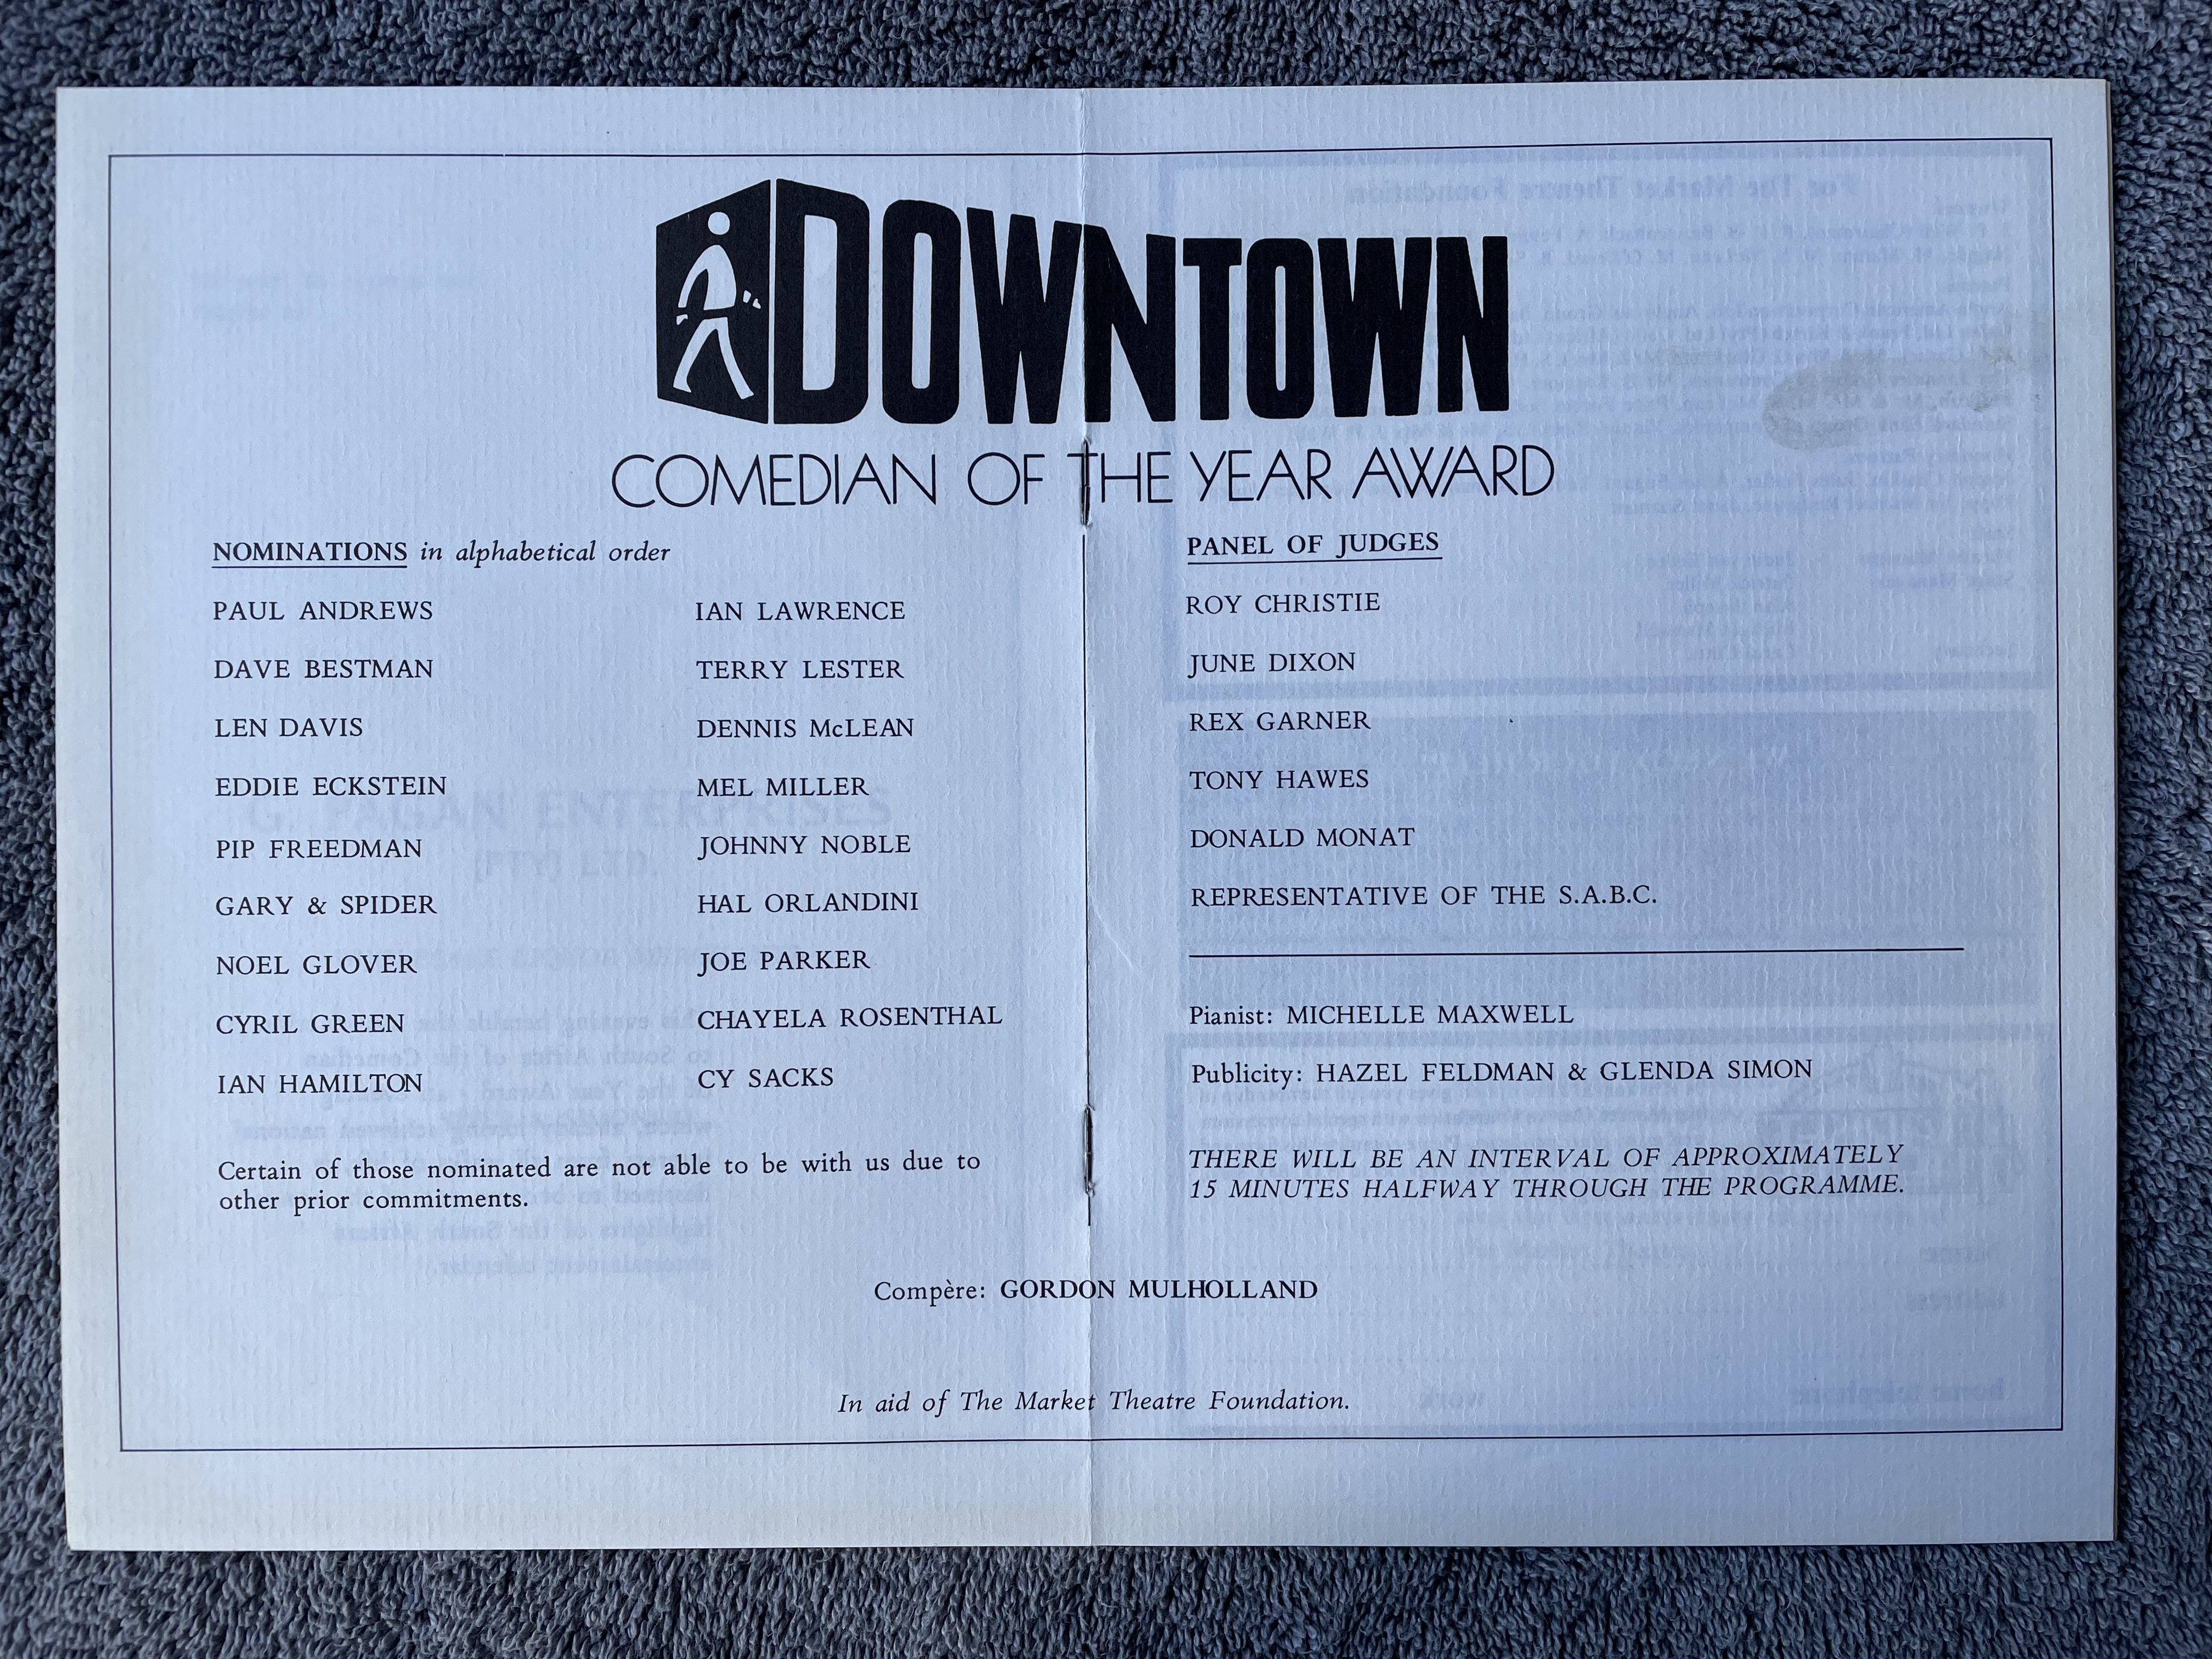 DOWNTOWN
COMEDIAN OF THE YEAR AWARD
NOMINATIONS in alphabetical order
PAUL ANDREWS
DAVE BESTMAN
LEN DAVIS
EDDIE ECKSTEIN
PIP FREEDMAN
GARY & SPIDER
NOEL GLOVER
CYRIL GREEN
IAN HAMILTON
IAN LAWRENCE
TERRY LESTER
DENNIS McLEAN
MEL MILLER
JOHNNY NOBLE
HAL ORLANDINI
JOE PARKER
CHAYELA ROSENTHAL
CY SACKS
Certain of those nominated are not able to be with us due to
other prior commitments.
PANEL OF JUDGES
ROY CHRISTIE
JUNE DIXON
REX GARNER
TONY HAWES
DONALD MONAT
REPRESENTATIVE OF THE S.A.B.C.
Pianist: MICHELLE MAXWELL
Publicity: HAZEL FELDMAN & GLENDA SIMON
THERE WILL BE AN INTERVAL OF APPROXIMATELY
15 MINUTES HALFWAY THROUGH THE PROGRAMME.
Compère: GORDON MULHOLLAND
In aid of The Market Theatre Foundation.